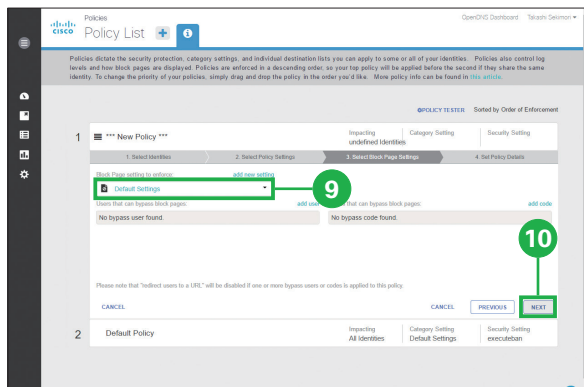 Policies
OpenDNS Dashboard Takashi Sekimon
cisco
Policy List
Policies dictate the security protection, category settings, and individual destination lists you can apply to some or all of your identities. Policies also control log
levels and how block pages are displayed. Policies are enforced in a descending order, so your top policy will be applied before the second if they share the same
identity. To change the priority of your policies, simply drag and drop the policy in the order you'd like. More policy info can be found in this article.
POLICY TESTER Sorted by Order of Enforcement
1 *** New Policy ***
Impacting
undefined Identities
Category Setting
Security Setting
1. Select Identities
2. Select Policy Settings
3. Select Block Page Settings
4. Set Policy Details
Block Page setting to enforce: add new setting
Default Settings
9
Users that can bypass block pages: add user
that can bypass block pages: add code
No bypass user found.
No bypass code found.
10
Please note that "redirect users to a URL" will be disabled if one or more bypass users or codes is applied to this policy.
CANCEL
CANCEL
PREVIOUS
NEXT
2 Default Policy
Impacting
All Identities
Category Setting
Default Settings
Security Setting
executeban